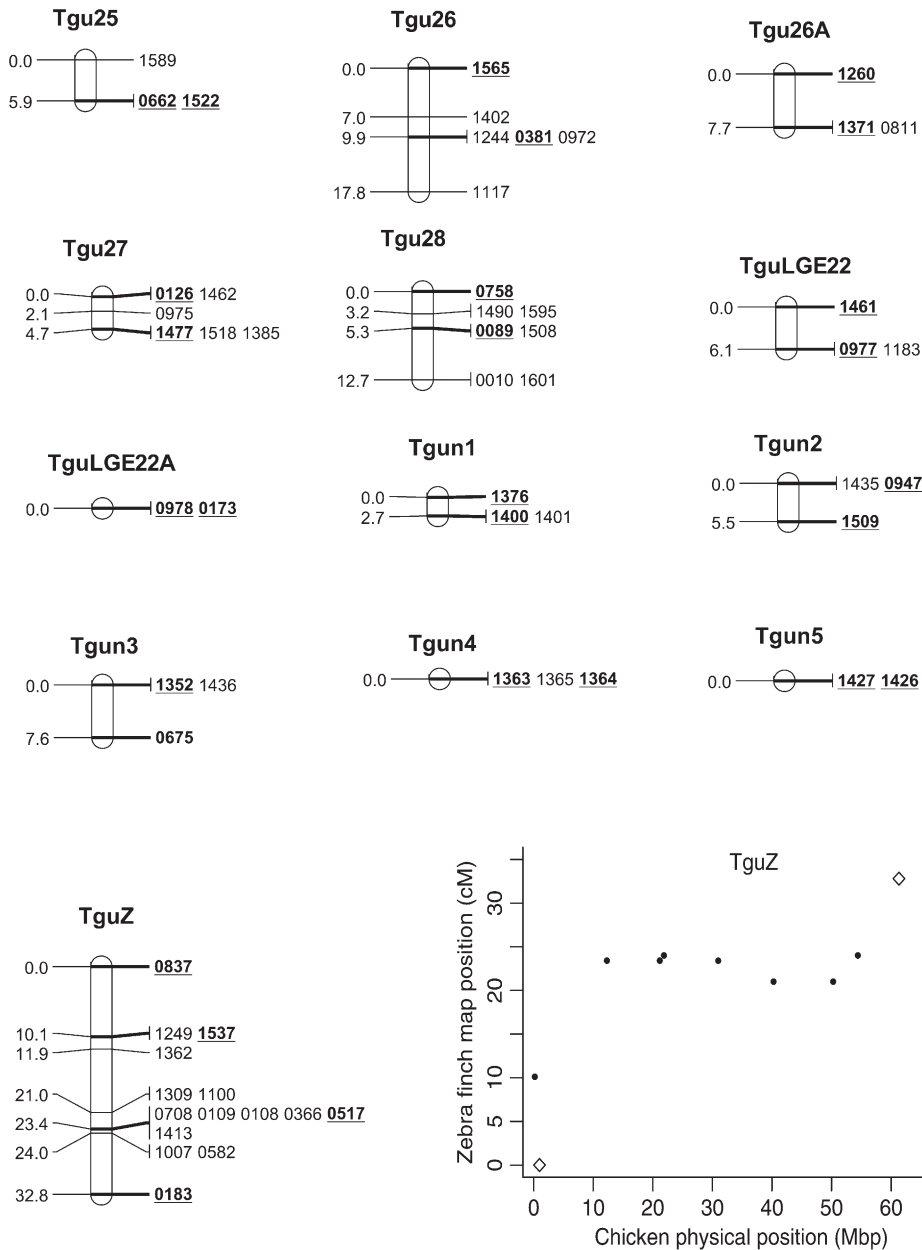 Tgu25
0.0 1589
5.9 0662 1522
Tgu26
0.0 1565
7.0 1402
9.9 1244 0381 0972
17.8 1117
Tgu26A
0.0 1260
7.7 1371 0811
Tgu27
0.0 0126 1462
2.1 0975
4.7 1477 1518 1385
Tgu28
0.0 0758
3.2 1490 1595
5.3 0089 1508
12.7 0010 1601
TguLGE22
0.0 1461
6.1 0977 1183
TguLGE22A
0.0 0978 0173
Tgun1
0.0 1376
2.7 1400 1401
Tgun2
0.0 1435 0947
5.5 1509
Tgun3
0.0 1352 1436
7.6 0675
Tgun4
0.0 1363 1365 1364
Tgun5
0.0 1427 1426
TguZ
0.0 0837
10.1 1249 1537
11.9 1362
21.0 1309 1100
23.4 0708 0109 0108 0366 0517
1413
24.0 1007 0582
32.8 0183
TguZ
Zebra finch map position (cM)
30
20
10
5
0
0 10 20 30 40 50 60
Chicken physical position (Mbp)